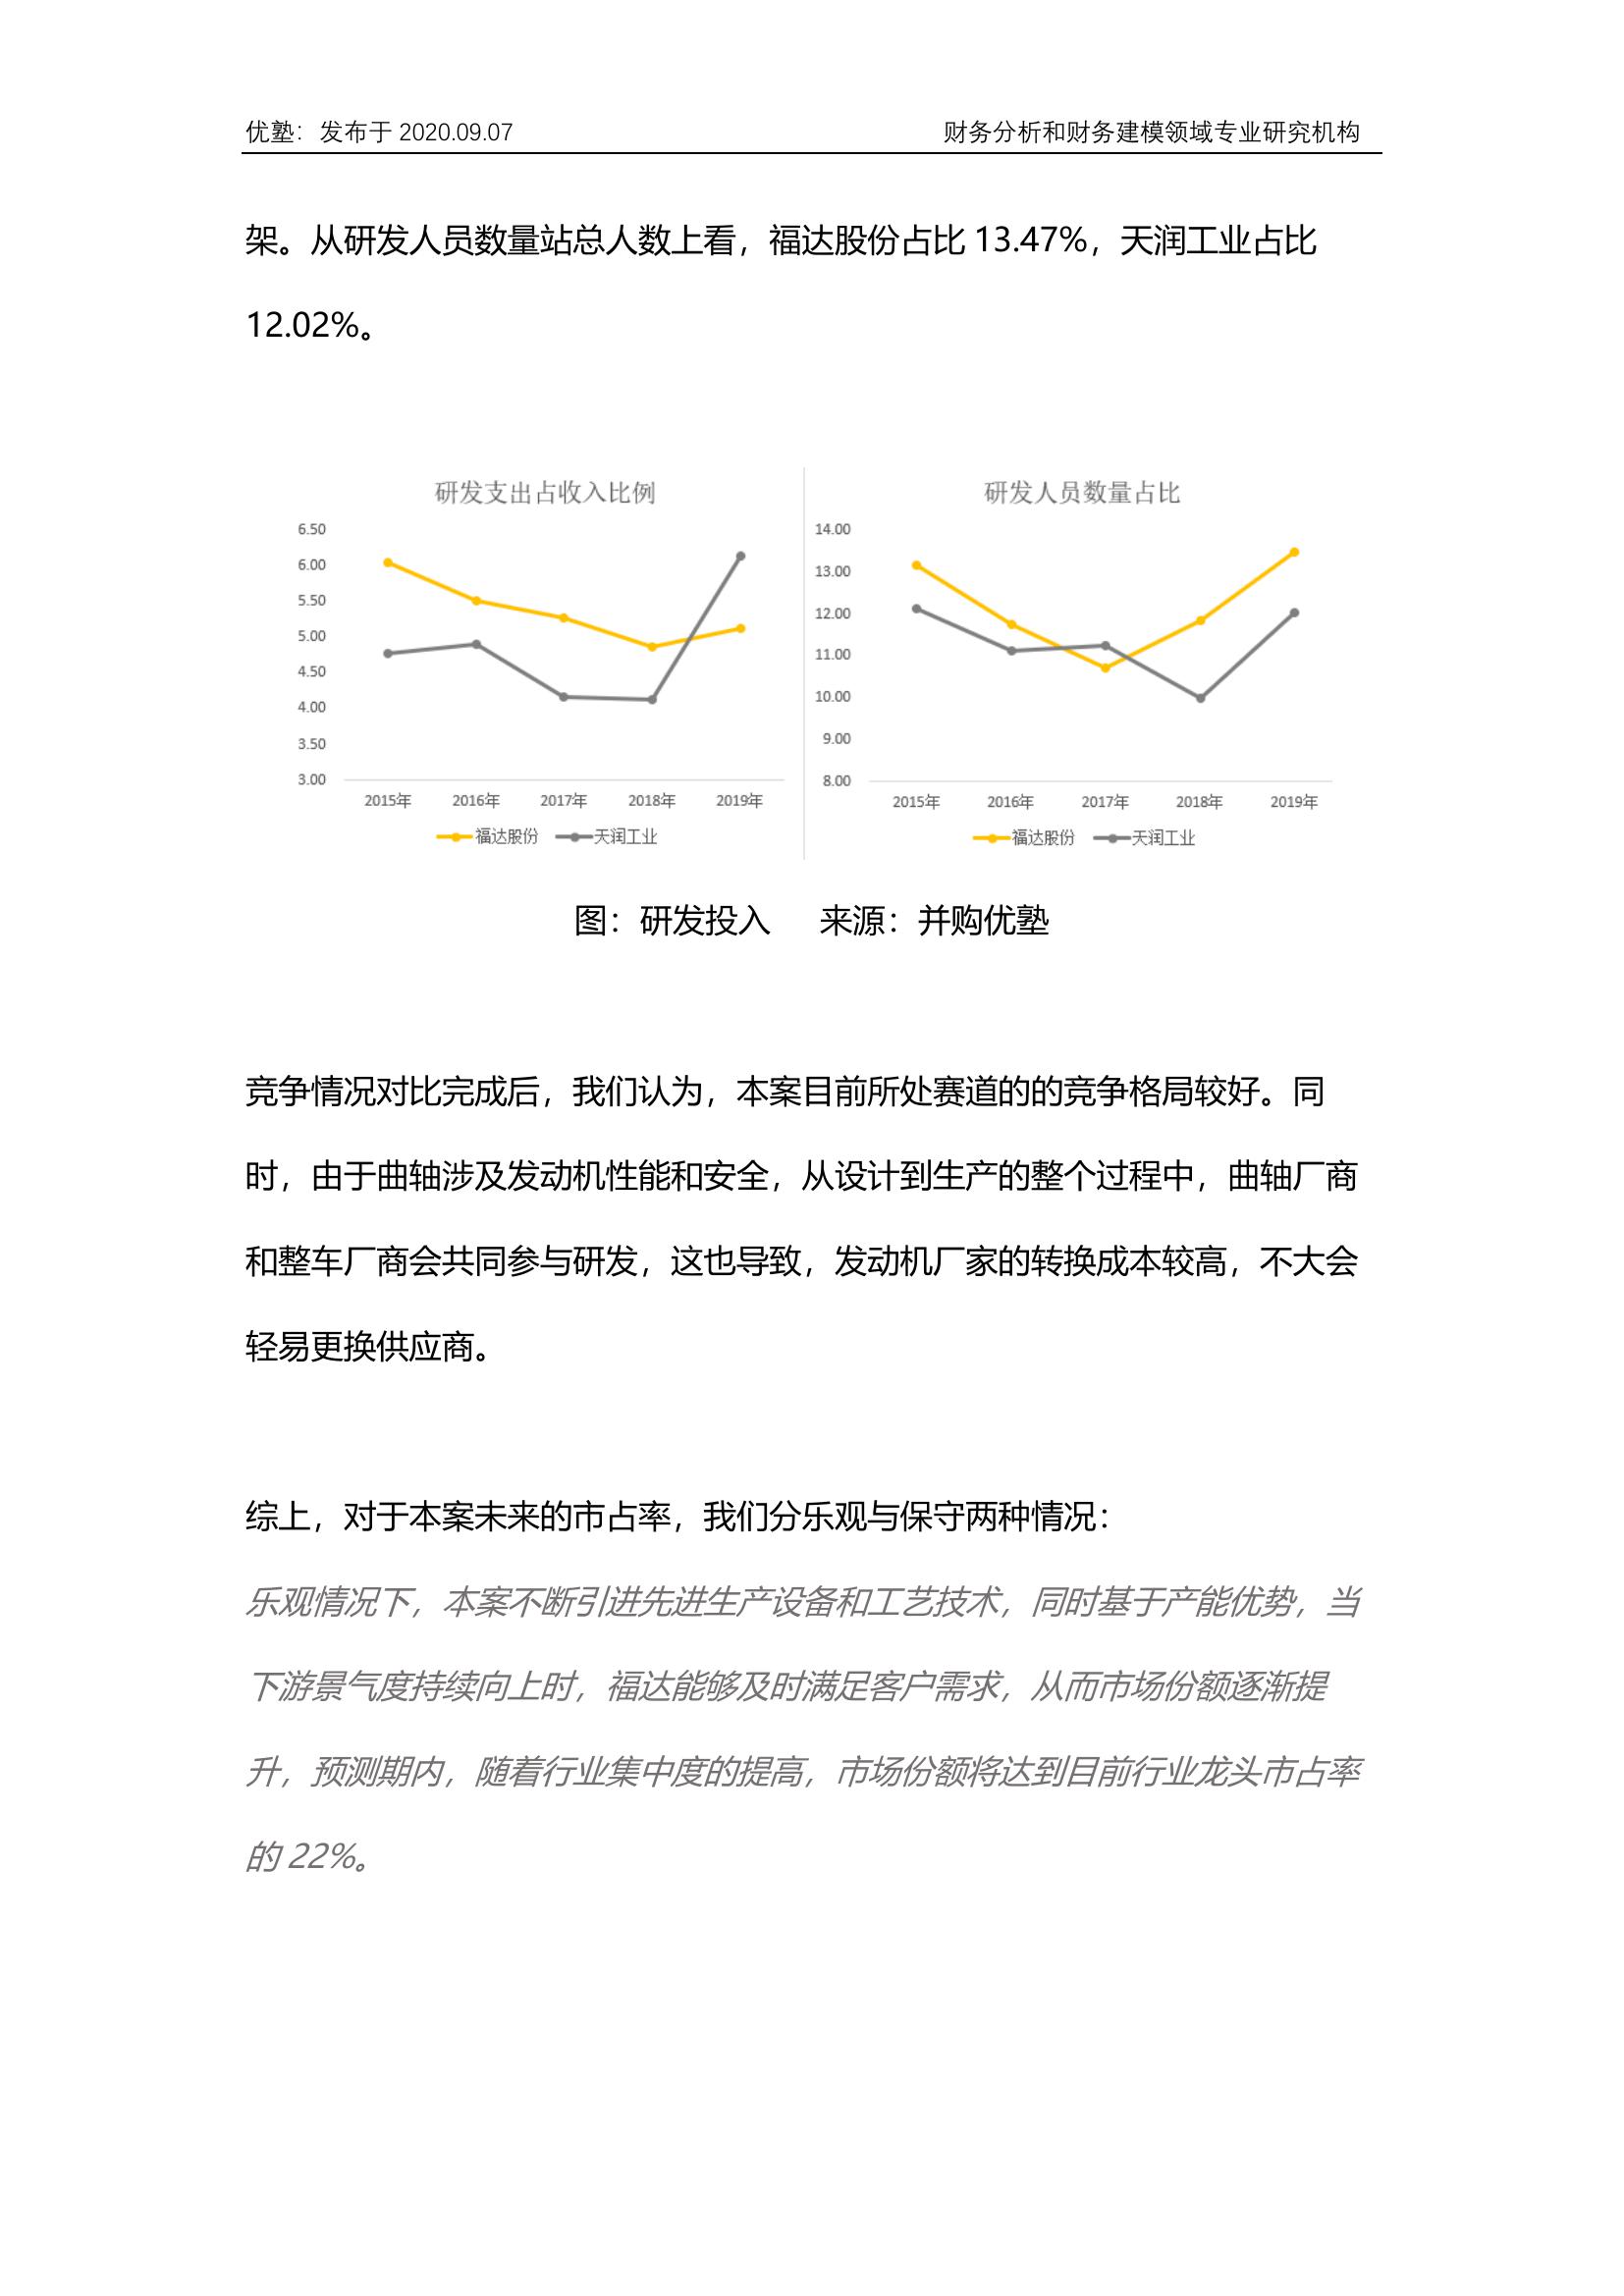 优塾：发布于 2020.09.07 财务分析和财务建模领域专业研究机构
架。从研发人员数量站总人数上看，福达股份占比 13.47%，天润工业占比
12.02%。
研发支出占收入比例
6.50
6.00
5.50
5.00
4.50
4.00
3.50
3.00
2015年 2016年 2017年 2018年 2019年
福达股份 天润工业
研发人员数量占比
14.00
13.00
12.00
11.00
10.00
9.00
8.00
2015年 2016年 2017年 2018年 2019年
福达股份 天润工业
图：研发投入 来源：并购优塾
竞争情况对比完成后，我们认为，本案目前所处赛道的的竞争格局较好。同
时，由于曲轴涉及发动机性能和安全，从设计到生产的整个过程中，曲轴厂商
和整车厂商会共同参与研发，这也导致，发动机厂家的转换成本较高，不大会
轻易更换供应商。
综上，对于本案未来的市占率，我们分乐观与保守两种情况：
乐观情况下，本案不断引进先进生产设备和工艺技术，同时基于产能优势，当
下游景气度持续向上时，福达能够及时满足客户需求，从而市场份额逐渐提
升，预测期内，随着行业集中度的提高，市场份额将达到目前行业龙头市占率
的 22%。